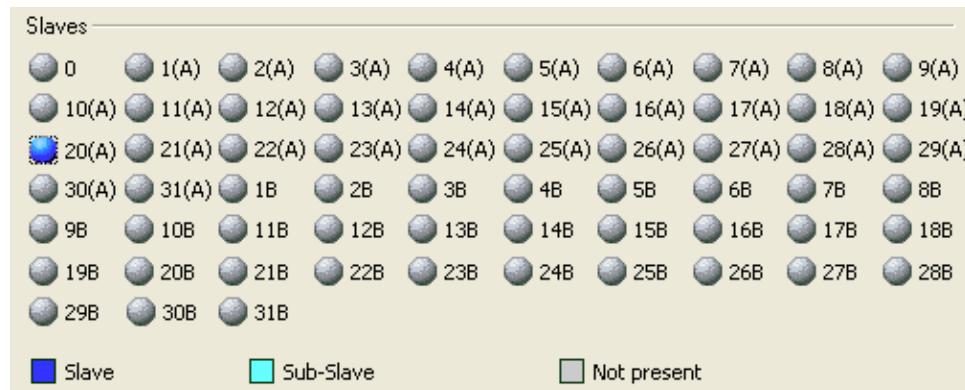 Slaves
0 1(A) 2(A) 3(A) 4(A) 5(A) 6(A) 7(A) 8(A) 9(A)
10(A) 11(A) 12(A) 13(A) 14(A) 15(A) 16(A) 17(A) 18(A) 19(A
20(A) 21(A) 22(A) 23(A) 24(A) 25(A) 26(A) 27(A) 28(A) 29(A
30(A) 31(A) 1B 2B 3B 4B 5B 6B 7B 8B
9B 10B 11B 12B 13B 14B 15B 16B 17B 18B
19B 20B 21B 22B 23B 24B 25B 26B 27B 28B
29B 30B 31B
Slave Sub-Slave Not present